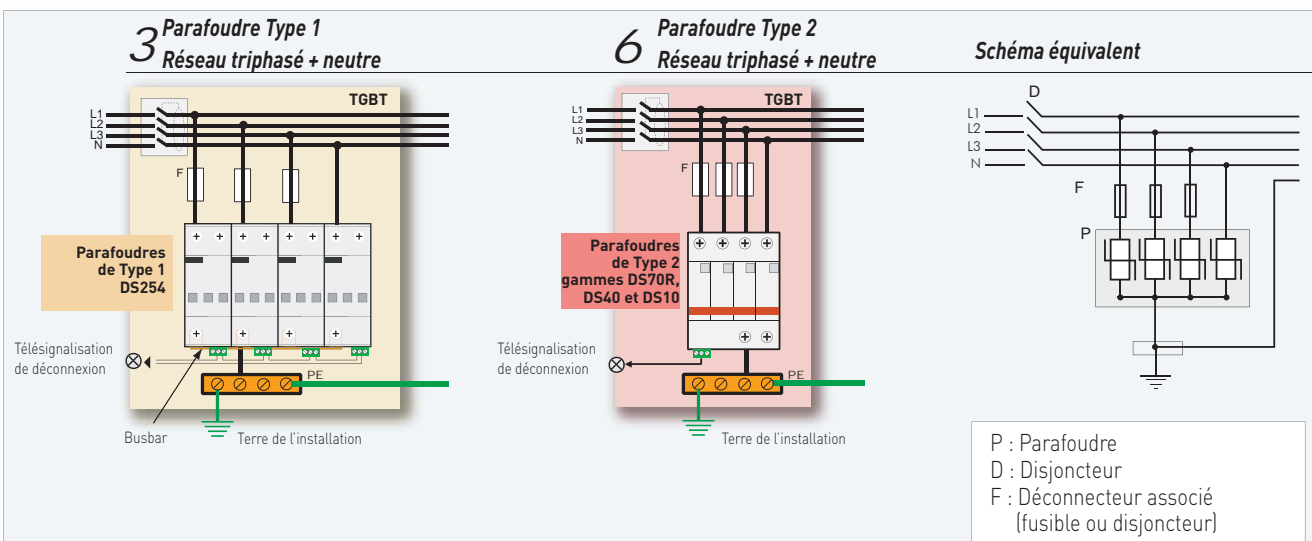 3 Parafoudre Type 1
Réseau triphasé + neutre
TGBT
L1
L2
L3
N
F
Parafoudres
de Type 1
DS254
Télésignalisation
de déconnexion
PE
Busbar
Terre de l'installation
6 Parafoudre Type 2
Réseau triphasé + neutre
TGBT
L1
L2
L3
N
F
Parafoudres
de Type 2
gammes DS70R,
DS40 et DS10
Télésignalisation
de déconnexion
PE
Terre de l'installation
Schéma équivalent
D
L1
L2
L3
N
F
P
P : Parafoudre
D : Disjoncteur
F : Déconnecteur associé
(fusible ou disjoncteur)